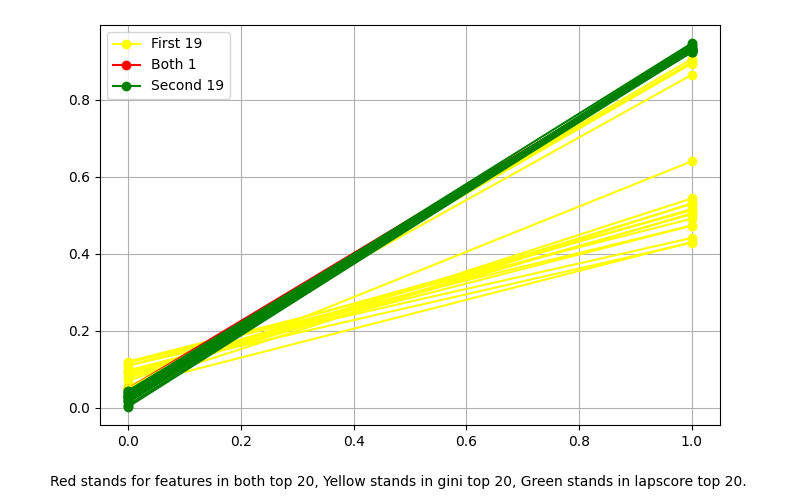 First 19
Both 1
Second 19
0.8
0.6
0.4
0.2
0.0
0.0 0.2 0.4 0.6 0.8 1.0
Red stands for features in both top 20, Yellow stands in gini top 20, Green stands in lapscore top 20.